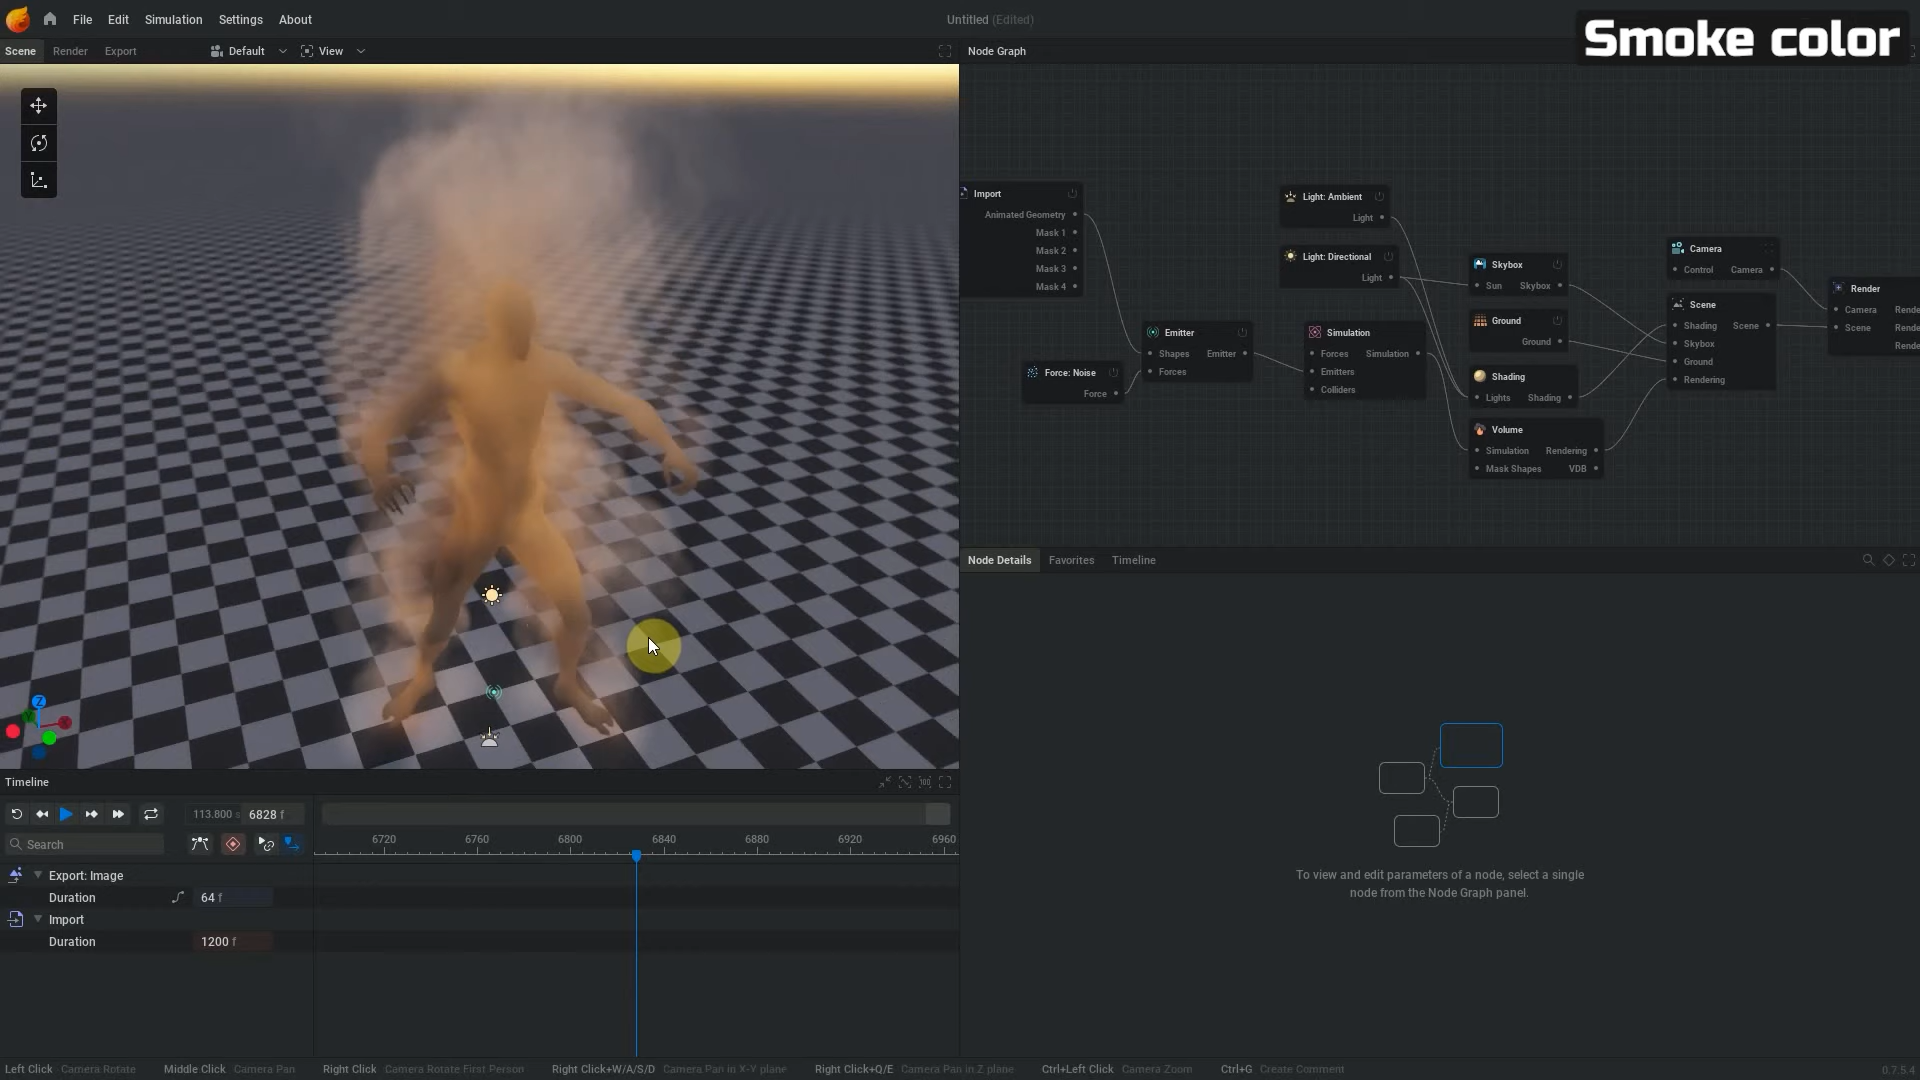 File Edit Simulation Settings About
Untitled (Edited)
Smoke color
Scene Render Export Default View
Node Graph
Import
Animated Geometry
Mask 1
Mask 2
Mask 3
Mask 4
Force: Noise
Force
Emitter
Shapes Emitter
Forces
Light: Ambient
Light
Light: Directional
Light
Simulation
Forces Simulation
Emitters
Colliders
Skybox
Sun Skybox
Ground
Ground
Shading
Lights Shading
Volume
Simulation Rendering
Mask Shapes VDB
Camera
Control Camera
Scene
Shading Scene
Skybox
Ground
Rendering
Render
Camera Rende
Scene Rende
Rende
Node Details Favorites Timeline
To view and edit parameters of a node, select a single
node from the Node Graph panel.
Z
Y
X
Timeline
113.800 s 6828 f
Search
6720 6760 6800 6840 6880 6920 6960
Export: Image
Duration 64 f
Import
Duration 1200 f
Left Click Camera Rotate Middle Click Camera Pan Right Click Camera Rotate First Person Right Click+W/A/S/D Camera Pan in X-Y plane Right Click+Q/E Camera Pan in Z plane Ctrl+Left Click Camera Zoom Ctrl+G Create Comment
0.7.5.4